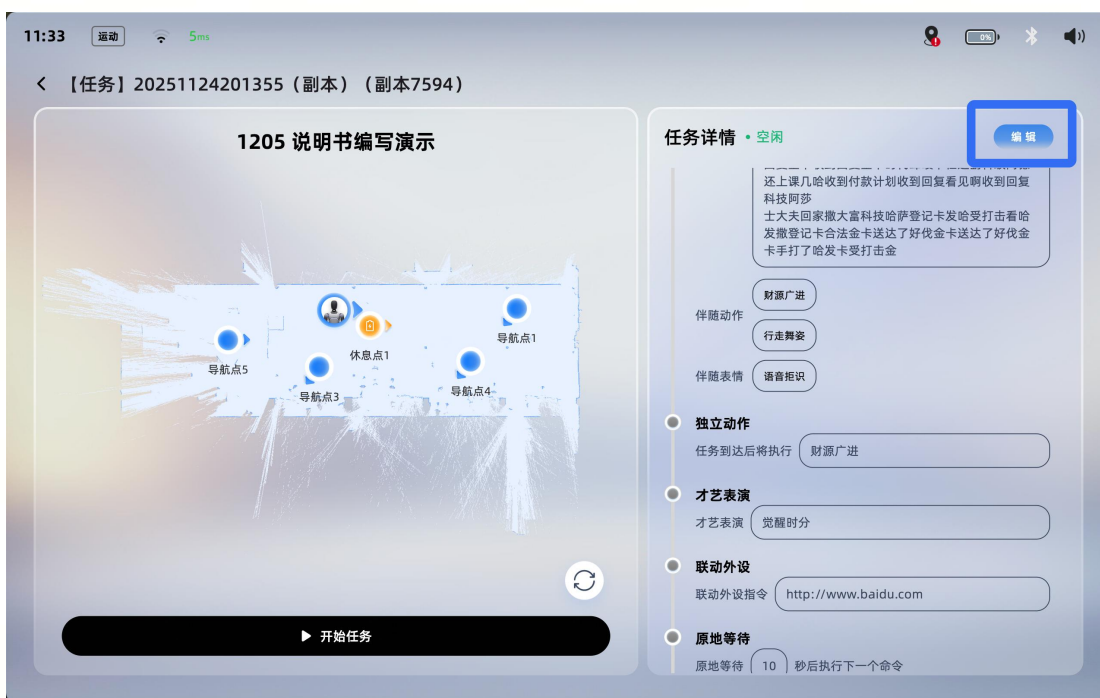 11:33 运动 5ms 0%
【任务】20251124201355（副本）（副本7594）
1205 说明书编写演示
导航点1
休息点1
导航点5
导航点4
导航点3
开始任务
任务详情 • 空闲
编辑
还上课几哈收到付款计划收到回复看见啊收到回复
科技阿莎
士大夫回家撒大富科技哈萨登记卡发哈受打击看哈
发撒登记卡合法金卡送达了好伐金卡送达了好伐金
卡手打了哈发卡受打击金
伴随动作
财源广进
行走舞姿
伴随表情 语音拒识
独立动作
任务到达后将执行 财源广进
才艺表演
才艺表演 觉醒时分
联动外设
联动外设指令 http://www.baidu.com
原地等待
原地等待 10 秒后执行下一个命令